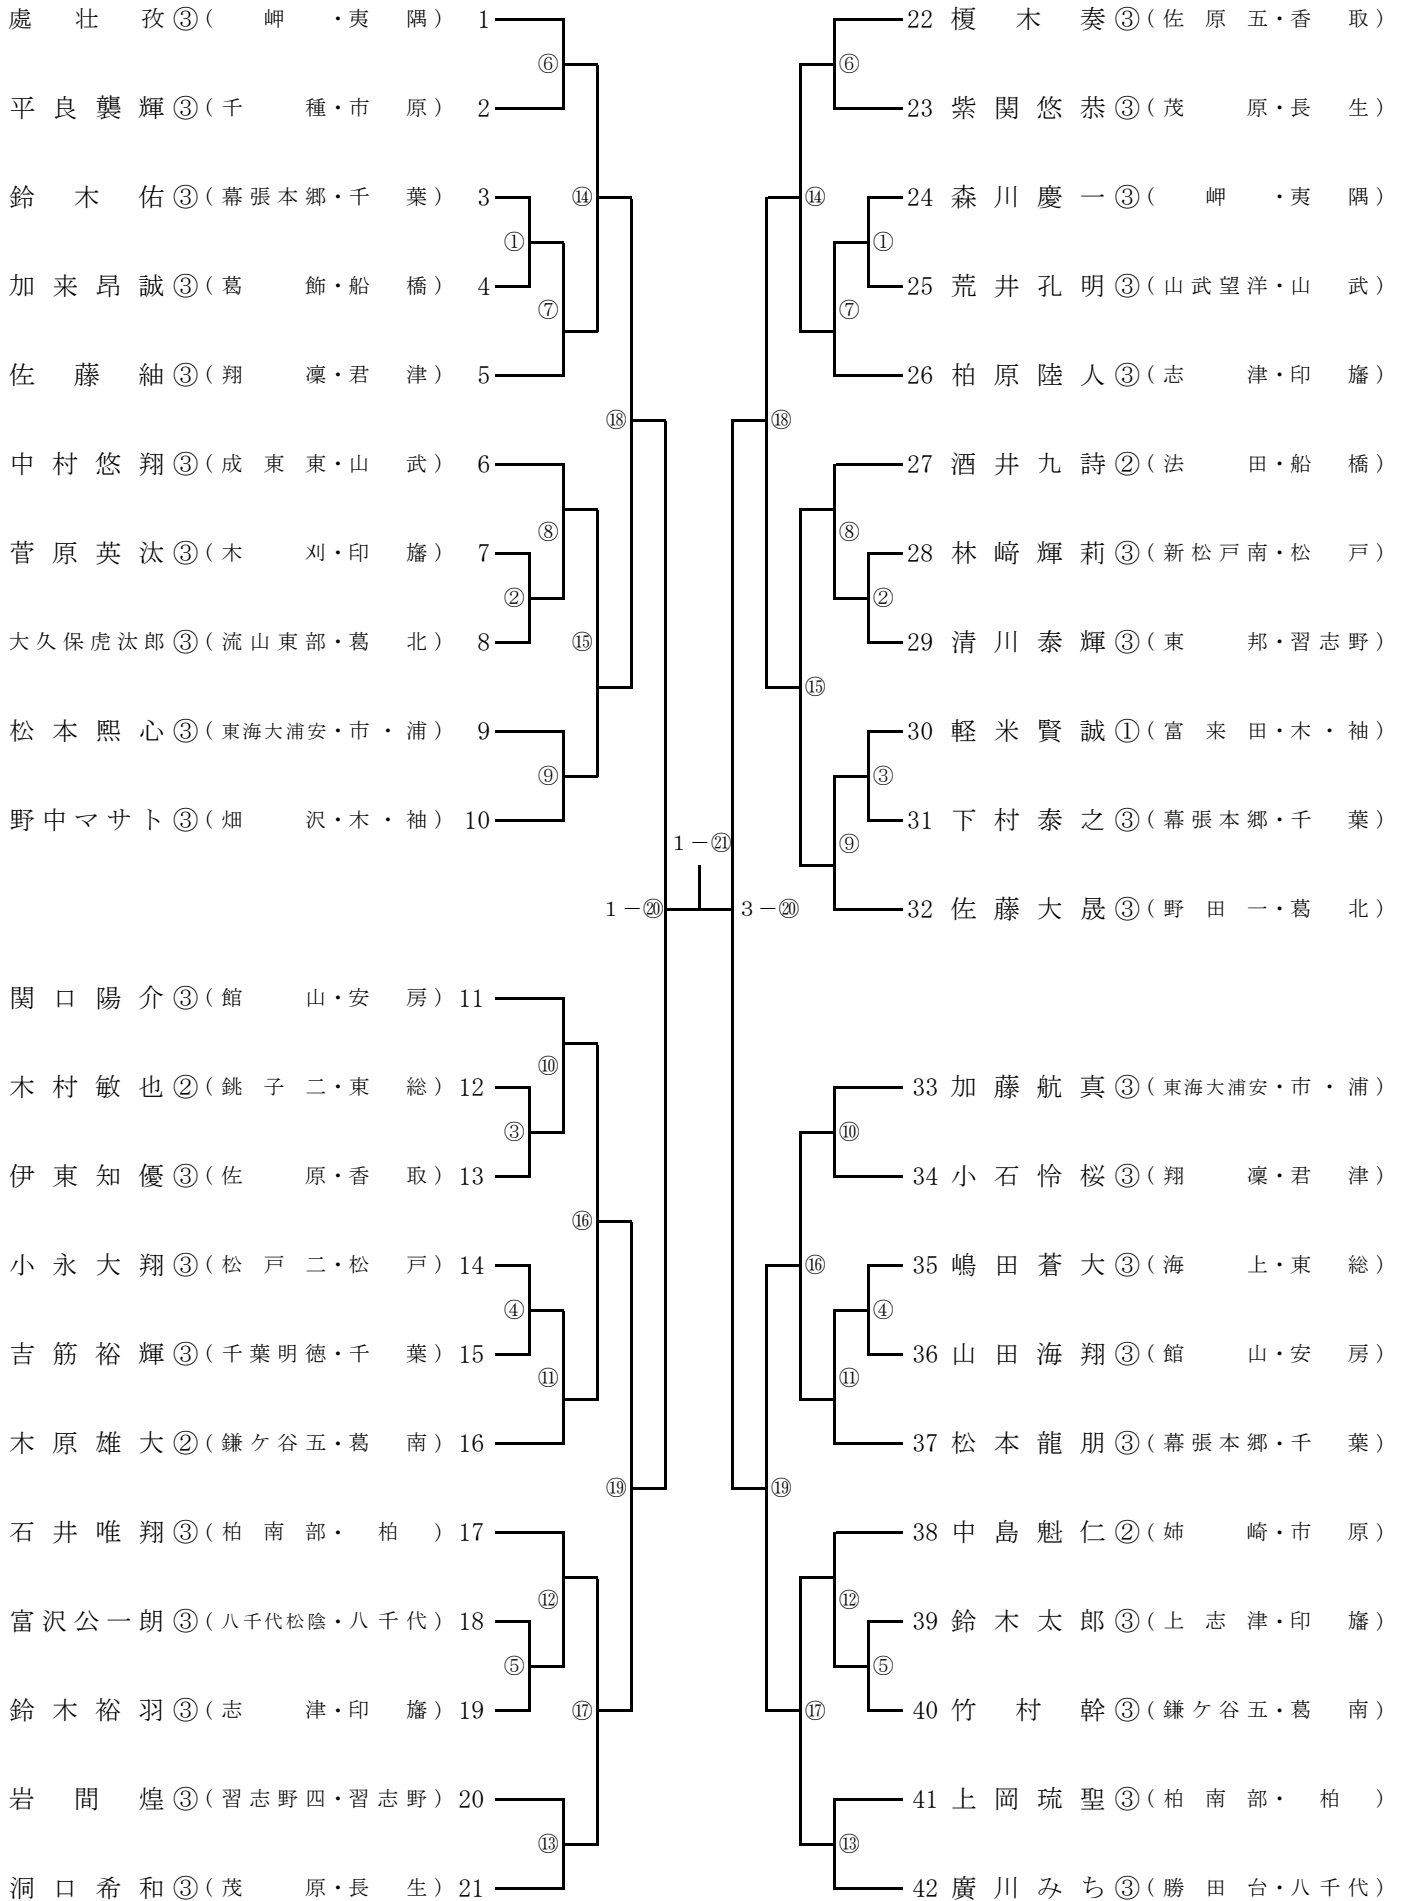 處壮孜③(岬・夷隅) 1
⑥
平良襲輝③(千種・市原) 2
鈴木佑③(幕張本郷・千葉) 3
⑭
①
加来昂誠③(葛飾・船橋) 4
⑦
佐藤紬③(翔凜・君津) 5
⑱
中村悠翔③(成東東・山武) 6
⑧
菅原英汰③(木刈・印旛) 7
②
大久保虎汰郎③(流山東部・葛北) 8
⑮
松本熙心③(東海大浦安・市・浦) 9
⑨
野中マサト③(畑沢・木・袖) 10
関口陽介③(館山・安房) 11
⑩
木村敏也②(銚子二・東総) 12
③
伊東知優③(佐原・香取) 13
⑯
小永大翔③(松戸二・松戸) 14
④
吉筋裕輝③(千葉明徳・千葉) 15
⑪
木原雄大②(鎌ケ谷五・葛南) 16
⑲
石井唯翔③(柏南部・柏) 17
⑫
富沢公一朗③(八千代松陰・八千代) 18
⑤
鈴木裕羽③(志津・印旛) 19
⑰
岩間煌③(習志野四・習志野) 20
⑬
洞口希和③(茂原・長生) 21
1－㉑
1－⑳
3－⑳
22 榎木奏③(佐原五・香取)
⑥
23 紫関悠恭③(茂原・長生)
⑭
24 森川慶一③(岬・夷隅)
①
25 荒井孔明③(山武望洋・山武)
⑦
26 柏原陸人③(志津・印旛)
⑱
27 酒井九詩②(法田・船橋)
⑧
28 林﨑輝莉③(新松戸南・松戸)
②
29 清川泰輝③(東邦・習志野)
⑮
30 軽米賢誠①(富来田・木・袖)
③
31 下村泰之③(幕張本郷・千葉)
⑨
32 佐藤大晟③(野田一・葛北)
33 加藤航真③(東海大浦安・市・浦)
⑩
34 小石怜桜③(翔凜・君津)
⑯
35 嶋田蒼大③(海上・東総)
④
36 山田海翔③(館山・安房)
⑪
37 松本龍朋③(幕張本郷・千葉)
⑲
38 中島魁仁②(姉崎・市原)
⑫
39 鈴木太郎③(上志津・印旛)
⑤
40 竹村幹③(鎌ケ谷五・葛南)
⑰
41 上岡琉聖③(柏南部・柏)
⑬
42 廣川みち③(勝田台・八千代)